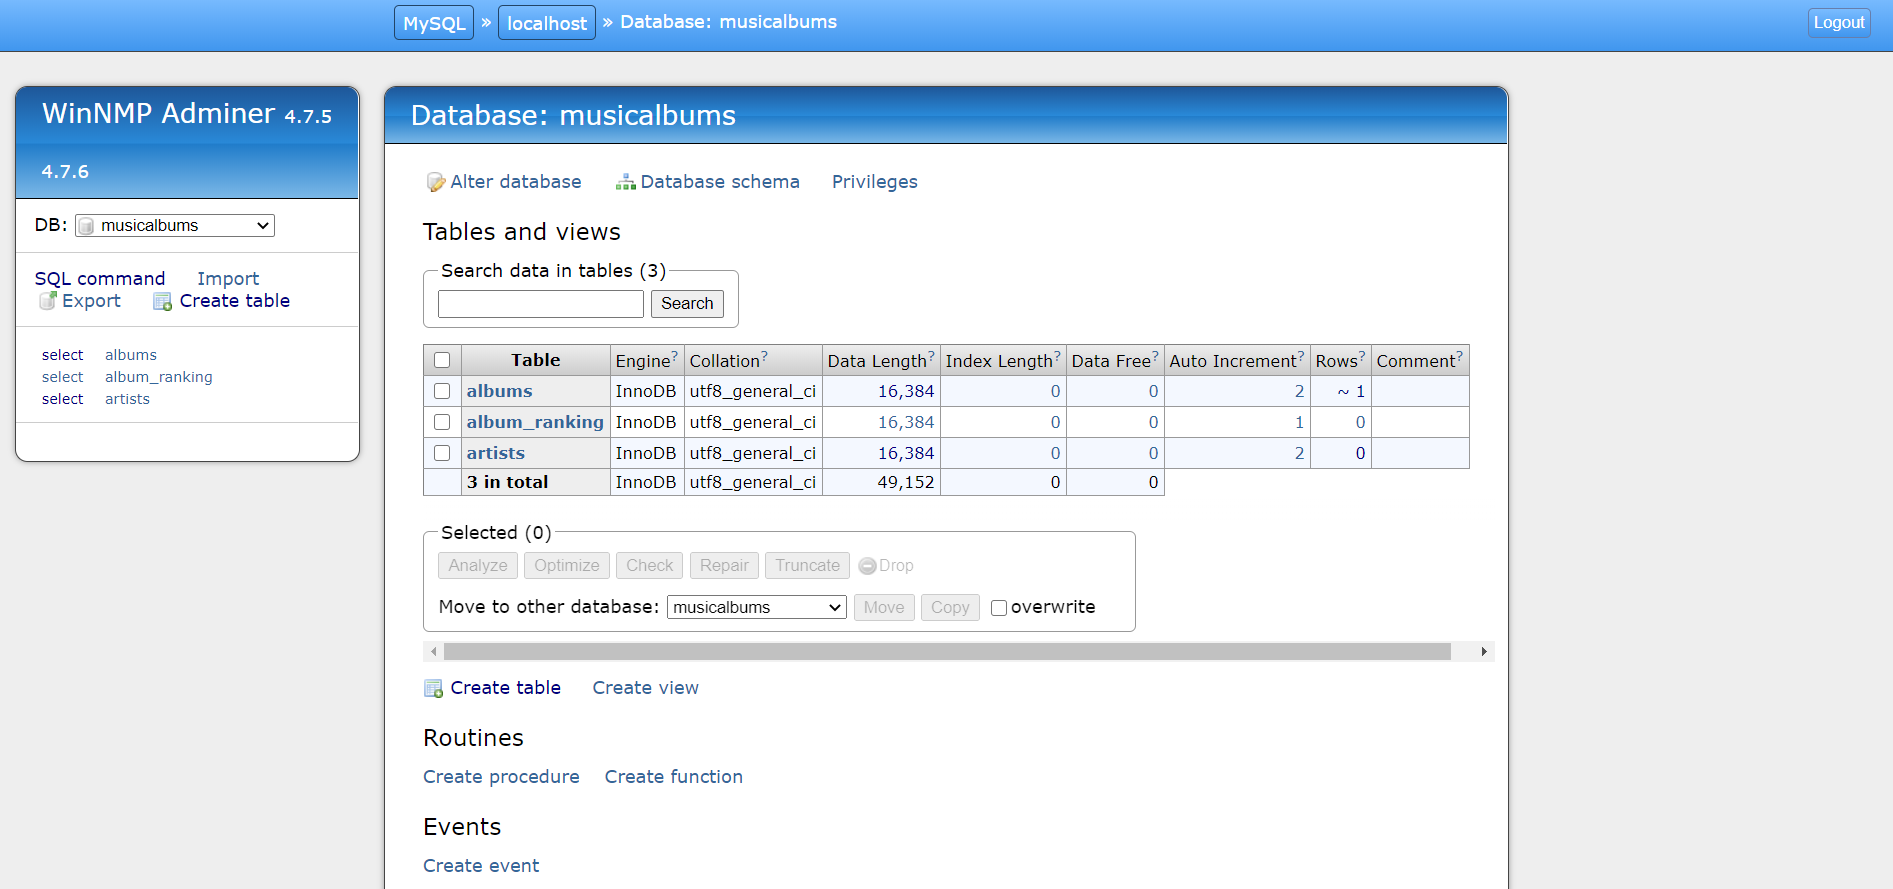 MySQL » localhost » Database: musicalbums
Logout
WinNMP Adminer 4.7.5
4.7.6
DB: musicalbums
SQL command Import
Export Create table
select albums
select album_ranking
select artists
Database: musicalbums
Alter database Database schema Privileges
Tables and views
Search data in tables (3)
Search
Table Engine? Collation? Data Length? Index Length? Data Free? Auto Increment? Rows? Comment?
albums InnoDB utf8_general_ci 16,384 0 0 2 ~ 1
album_ranking InnoDB utf8_general_ci 16,384 0 0 1 0
artists InnoDB utf8_general_ci 16,384 0 0 2 0
3 in total InnoDB utf8_general_ci 49,152 0 0
Selected (0)
Analyze Optimize Check Repair Truncate Drop
Move to other database: musicalbums Move Copy overwrite
Create table Create view
Routines
Create procedure Create function
Events
Create event